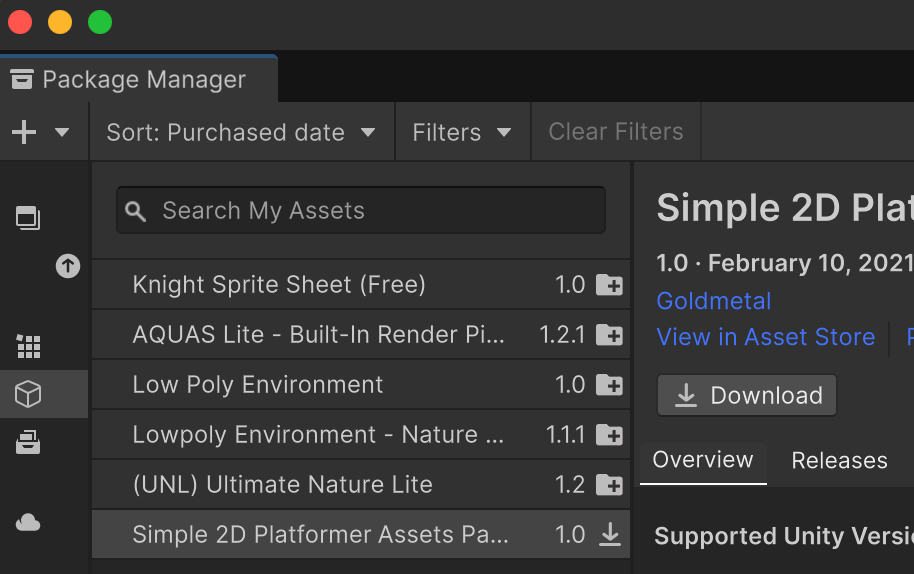 Package Manager
Sort: Purchased date
Filters
Clear Filters
Search My Assets
Knight Sprite Sheet (Free) 1.0
AQUAS Lite - Built-In Render Pi... 1.2.1
Low Poly Environment 1.0
Lowpoly Environment - Nature ... 1.1.1
(UNL) Ultimate Nature Lite 1.2
Simple 2D Platformer Assets Pa... 1.0
Simple 2D Plat
1.0 · February 10, 2021
Goldmetal
View in Asset Store
Download
Overview Releases
Supported Unity Versi